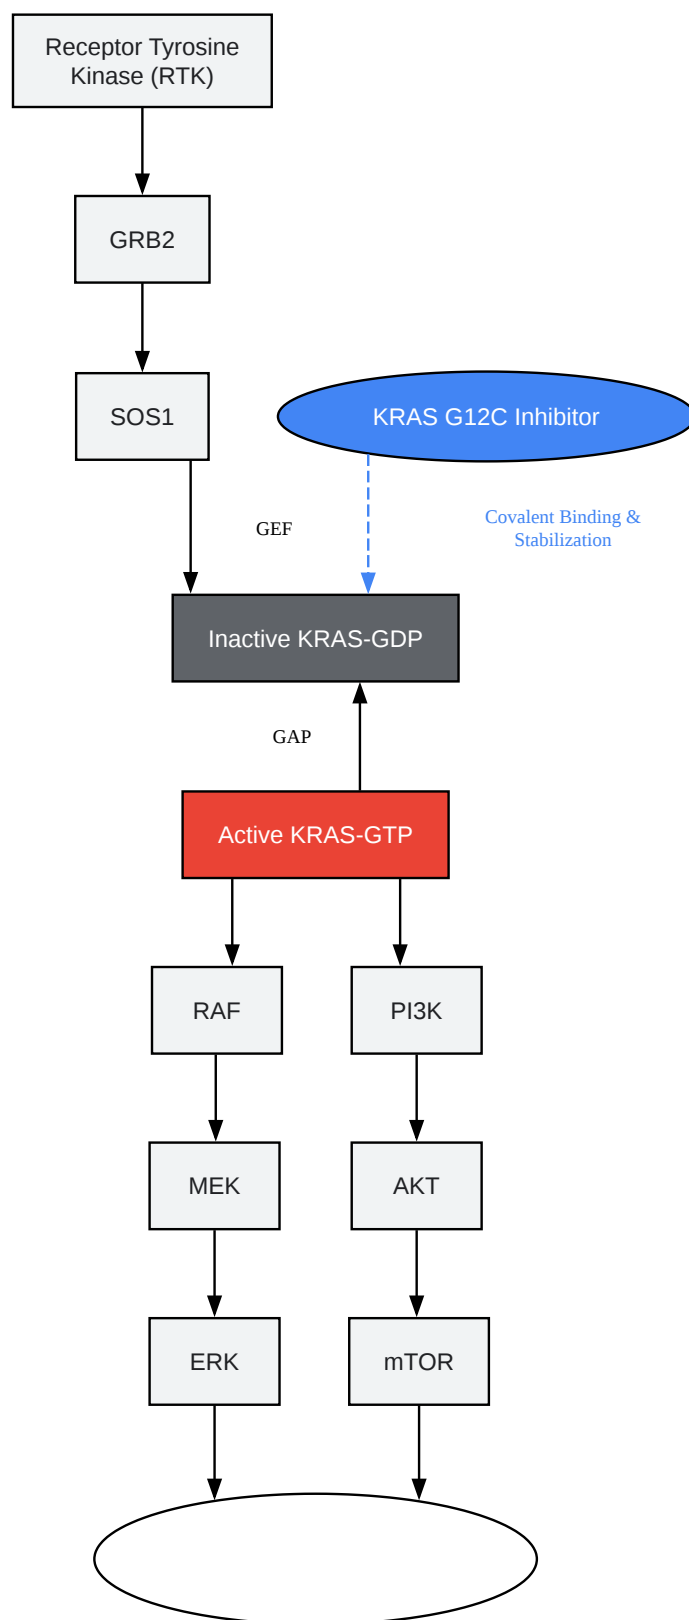 Receptor Tyrosine
Kinase (RTK)
GRB2
SOS1
KRAS G12C Inhibitor
GEF
Covalent Binding &
Stabilization
Inactive KRAS-GDP
GAP
Active KRAS-GTP
RAF
PI3K
MEK
AKT
ERK
mTOR